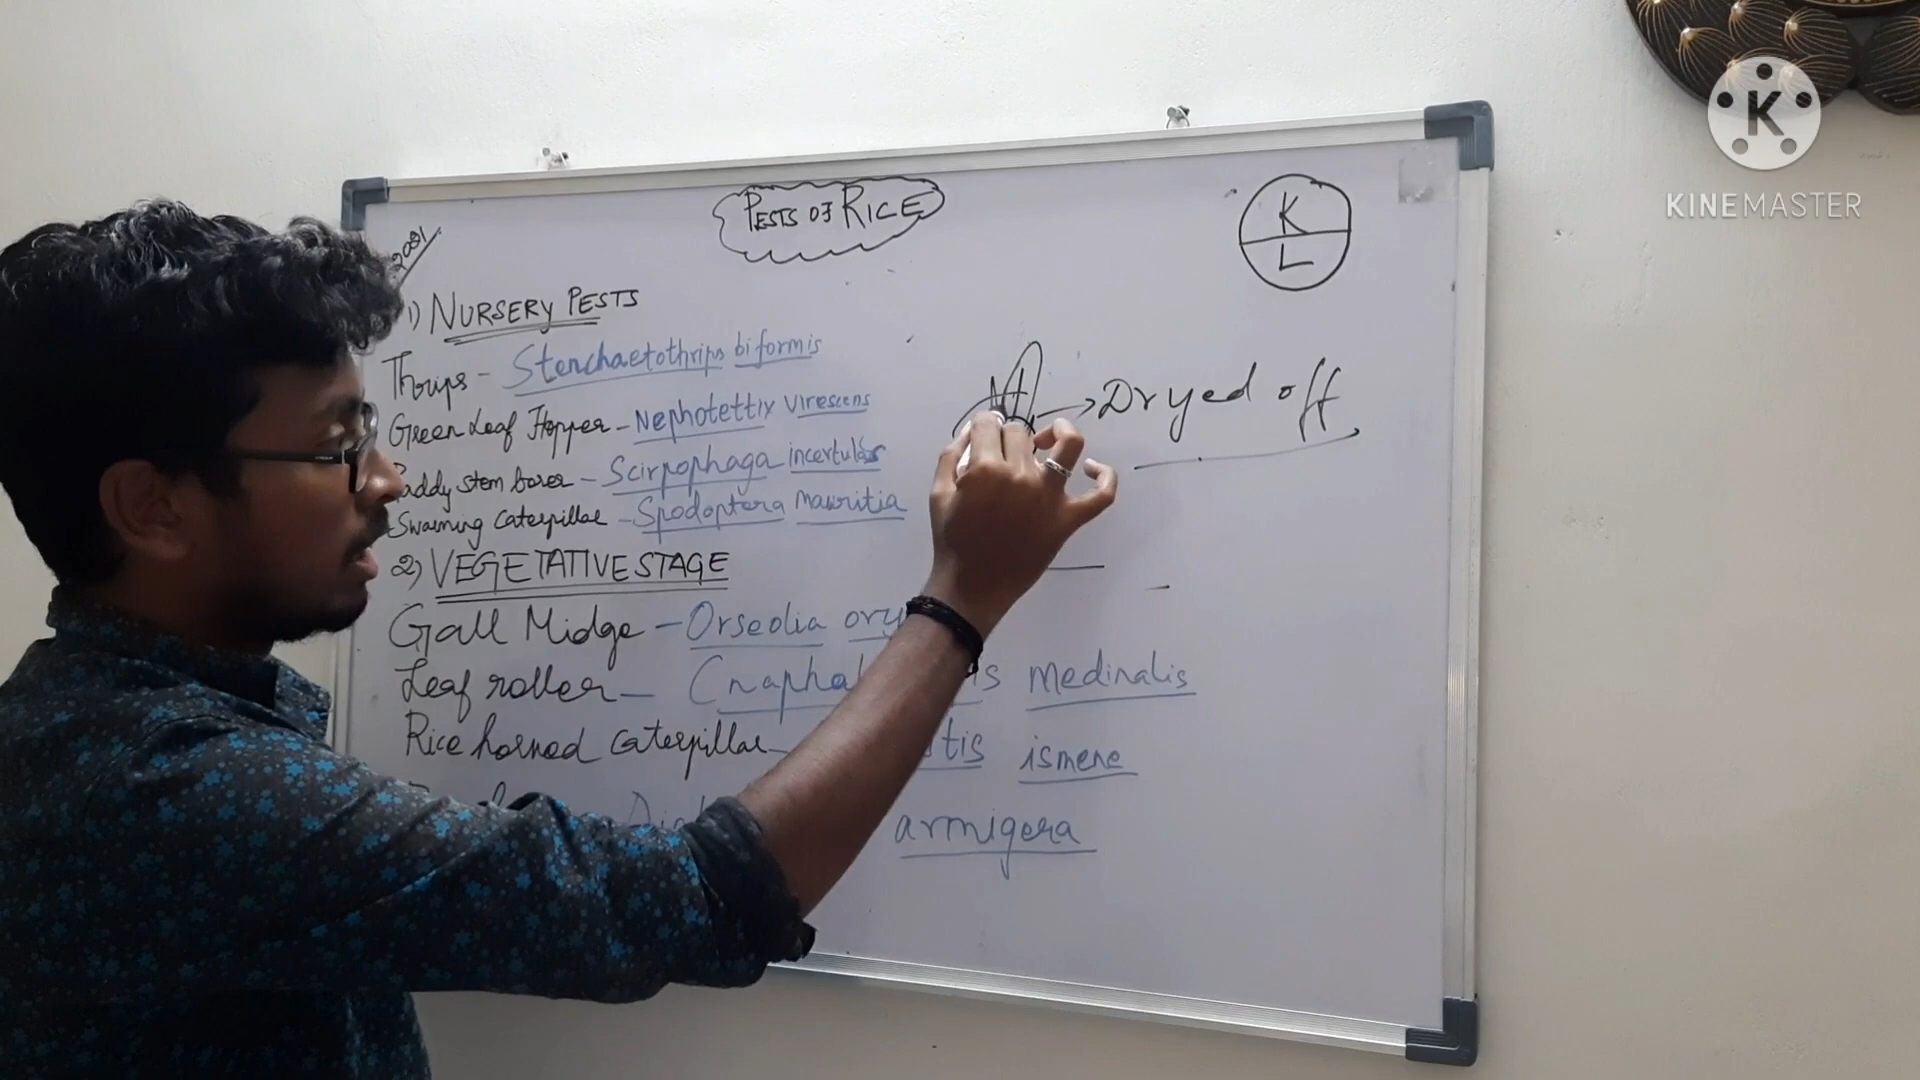 K
KINEMASTER
PESTS OF RICE
K
L
2021
1) NURSERY PESTS
Thrips - Stenchaetothrips biformis
Green Leaf Hopper - Nephotettix virescens
Paddy stem borer - Scirpophaga incertulas
Swarming caterpillar - Spodoptera mauritia
→ Dryed off
2) VEGETATIVE STAGE
Gall Midge - Orseolia ory
Leaf roller - Cnaphal s medinalis
Rice horned caterpillar - tis ismene
armigera